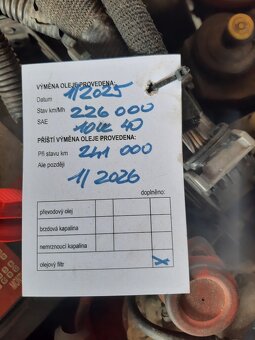 VÝMĚNA OLEJE PROVEDENA:
Datum 1/2025
Stav km/Mh 226 000
SAE 10W 40
PŘÍŠTÍ VÝMĚNA OLEJE PROVEDENA:
Při stavu km 241 000
Ale později 1/2026
doplněno:
převodový olej
brzdová kapalina
nemrznoucí kapalina
olejový filtr x